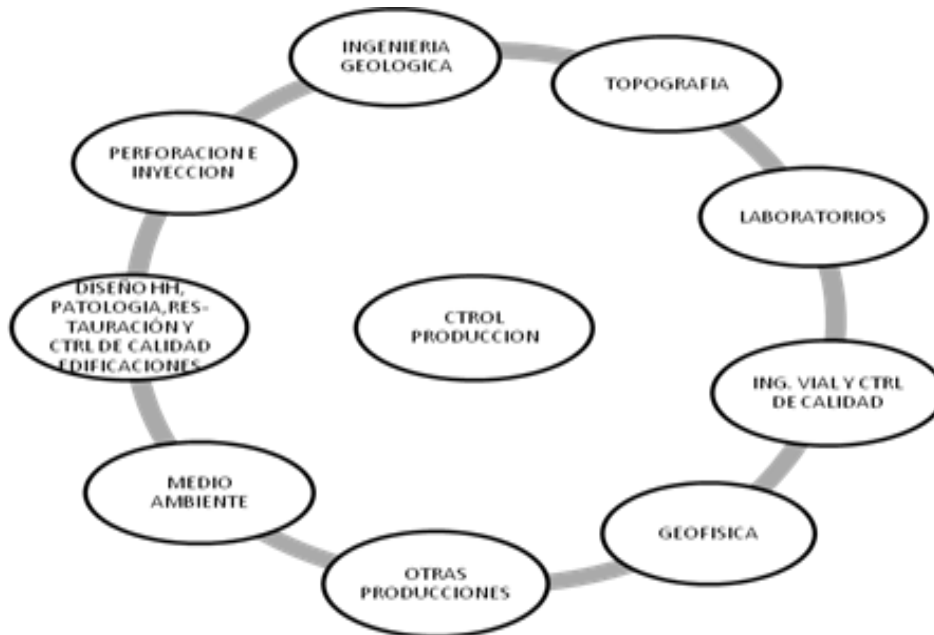 INGENIERIA
GEOLOGICA
TOPOGRAFIA
PERFORACION E
INYECCION
LABORATORIOS
DISEÑO HH,
PATOLOGIA,RES-
TAURACIÓN Y
CTRL DE CALIDAD
EDIFICACIONES
CTROL
PRODUCCION
ING. VIAL Y CTRL
DE CALIDAD
MEDIO
AMBIENTE
GEOFISICA
OTRAS
PRODUCCIONES